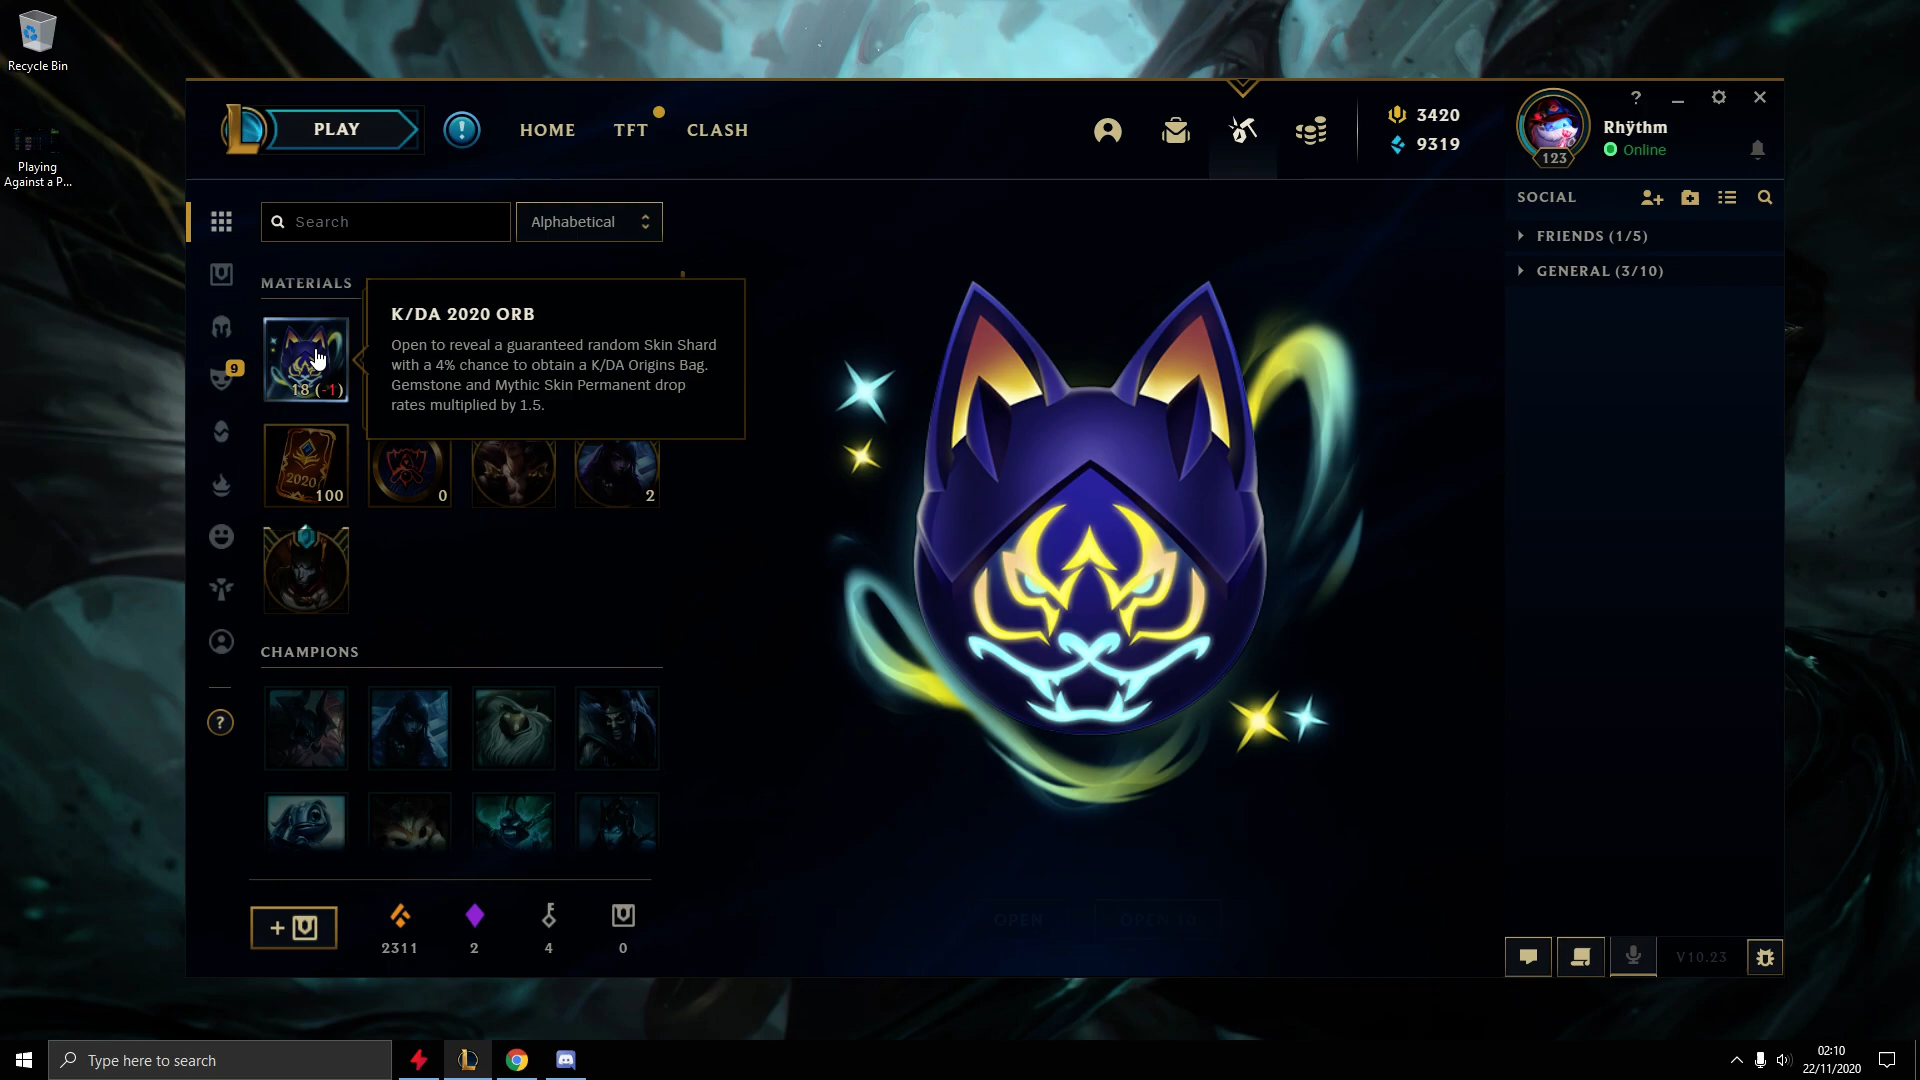 Recycle Bin
Playing
Against a P...
PLAY
HOME
TFT
CLASH
3420
9319
123
Rhÿthm
Online
?
Search
Alphabetical
SOCIAL
FRIENDS (1/5)
GENERAL (3/10)
MATERIALS
18 (-1)
K/DA 2020 ORB
Open to reveal a guaranteed random Skin Shard
with a 4% chance to obtain a K/DA Origins Bag.
Gemstone and Mythic Skin Permanent drop
rates multiplied by 1.5.
9
2020
100
0
2
CHAMPIONS
?
+
2311
2
4
0
OPEN
OPEN 18
V10.23
Type here to search
02:10
22/11/2020